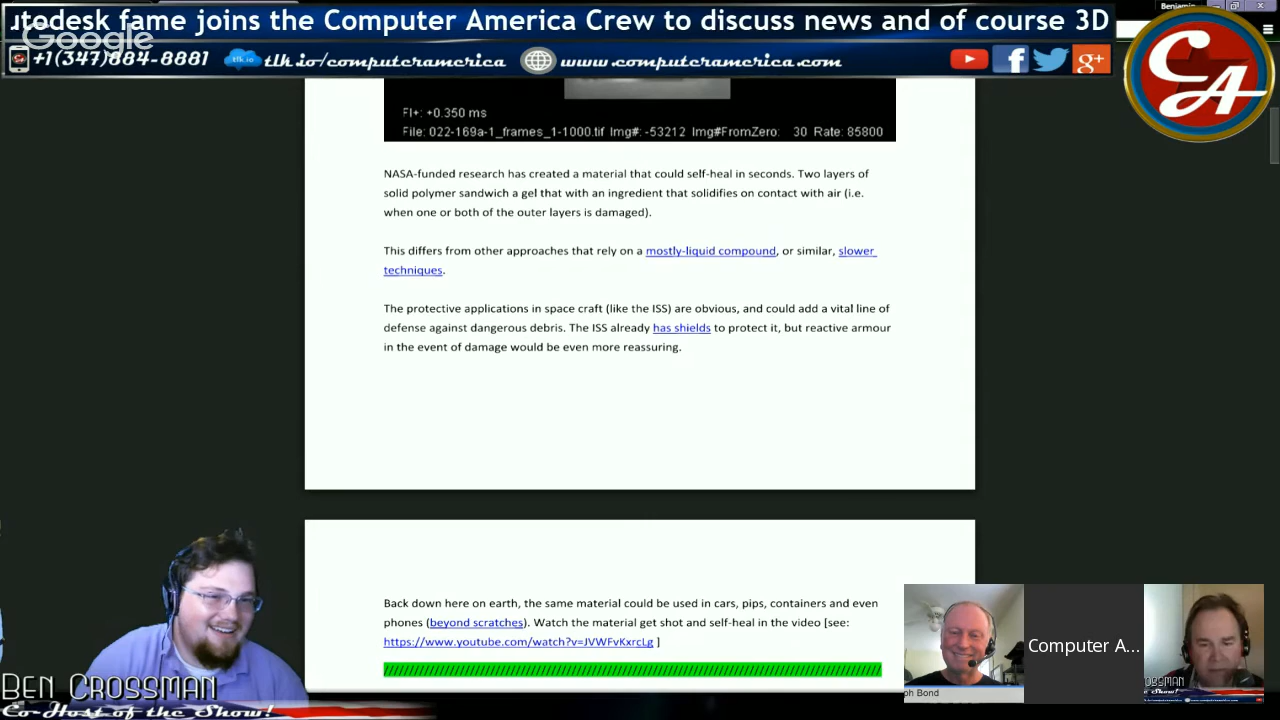 utodesk fame joins the Computer America Crew to discuss news and of course 3D
Google
Benjamin
+1(347)884-8881
tlk.io/computeramerica
www.computeramerica.com
g+
CA
FI+: +0.350 ms
File: 022-169a-1_frames_1-1000.tif Img#: -53212 Img#FromZero: 30 Rate: 85800
NASA-funded research has created a material that could self-heal in seconds. Two layers of
solid polymer sandwich a gel that with an ingredient that solidifies on contact with air (i.e.
when one or both of the outer layers is damaged).
This differs from other approaches that rely on a mostly-liquid compound, or similar, slower
techniques.
The protective applications in space craft (like the ISS) are obvious, and could add a vital line of
defense against dangerous debris. The ISS already has shields to protect it, but reactive armour
in the event of damage would be even more reassuring.
Back down here on earth, the same material could be used in cars, pips, containers and even
phones (beyond scratches). Watch the material get shot and self-heal in the video [see:
https://www.youtube.com/watch?v=JVWFvKxrcLg ]
////////////////////////////////////////////////////////////////////////////////
Ben Crossman
Co-Host of the Show!
ph Bond
Computer A...
OSSMAN